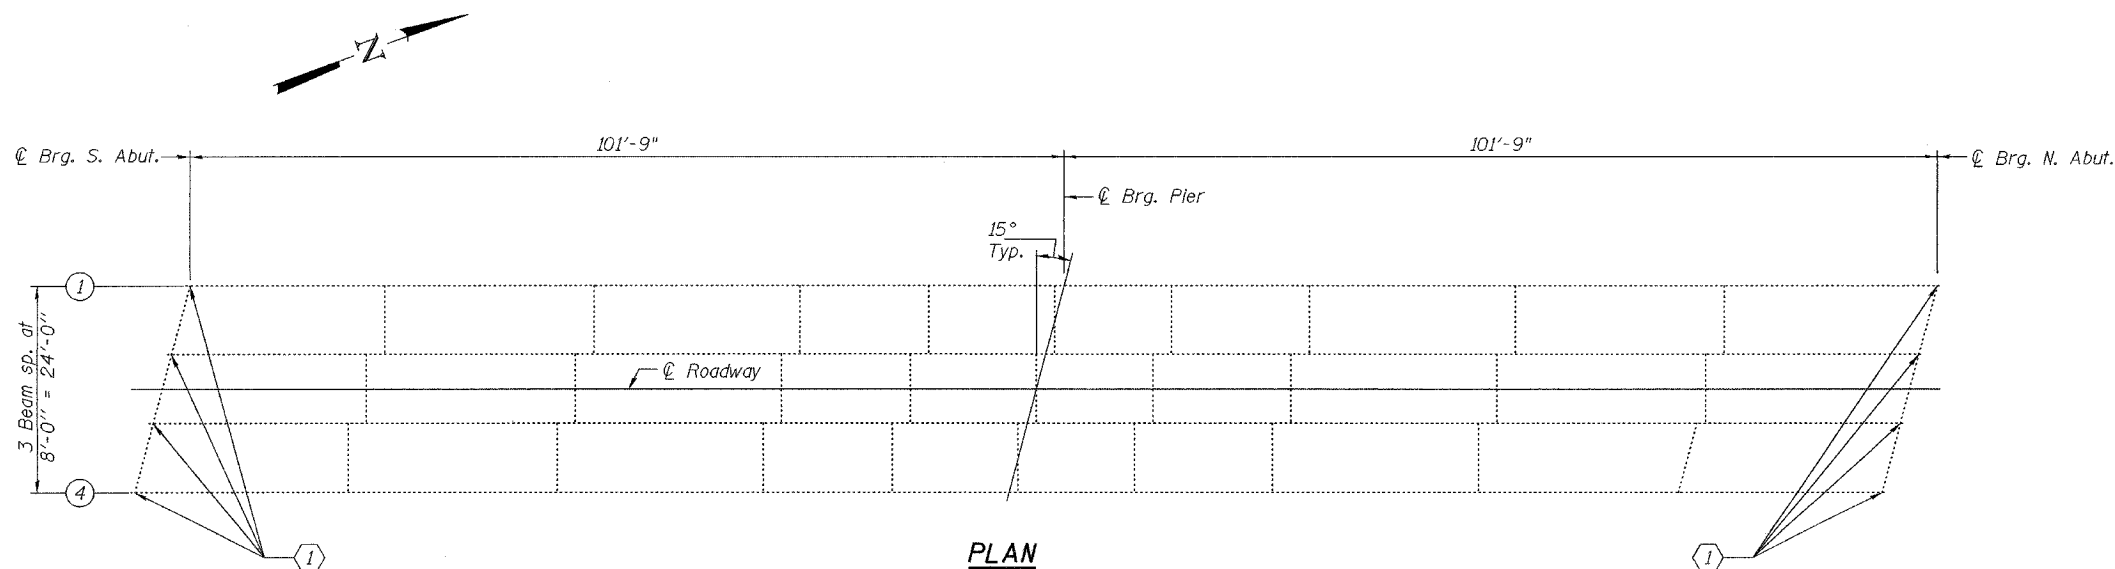 N
101'-9"
101'-9"
℄ Brg. S. Abut.
℄ Brg. N. Abut.
℄ Brg. Pier
15°
Typ.
1
3 Beam sp. at
8'-0" = 24'-0"
℄ Roadway
4
1
PLAN
1